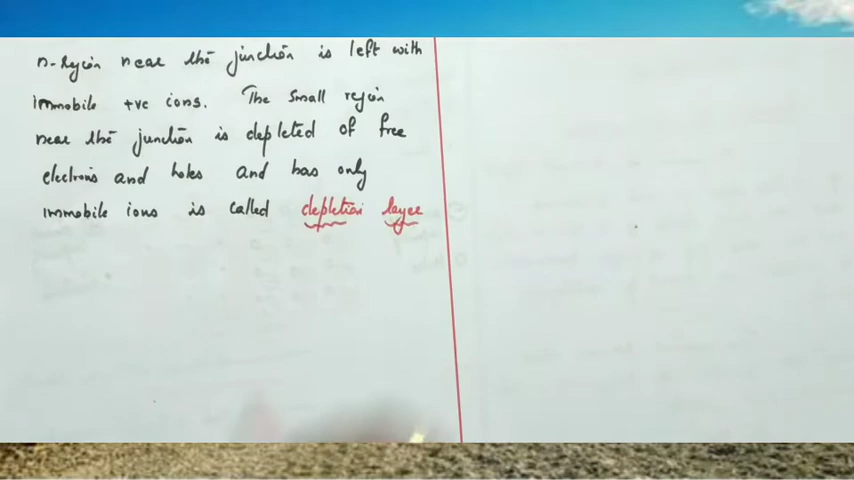 n-region near the junction is left with
immobile +ve ions. The small region
near the junction is depleted of free
electrons and holes and has only
immobile ions is called depletion layer